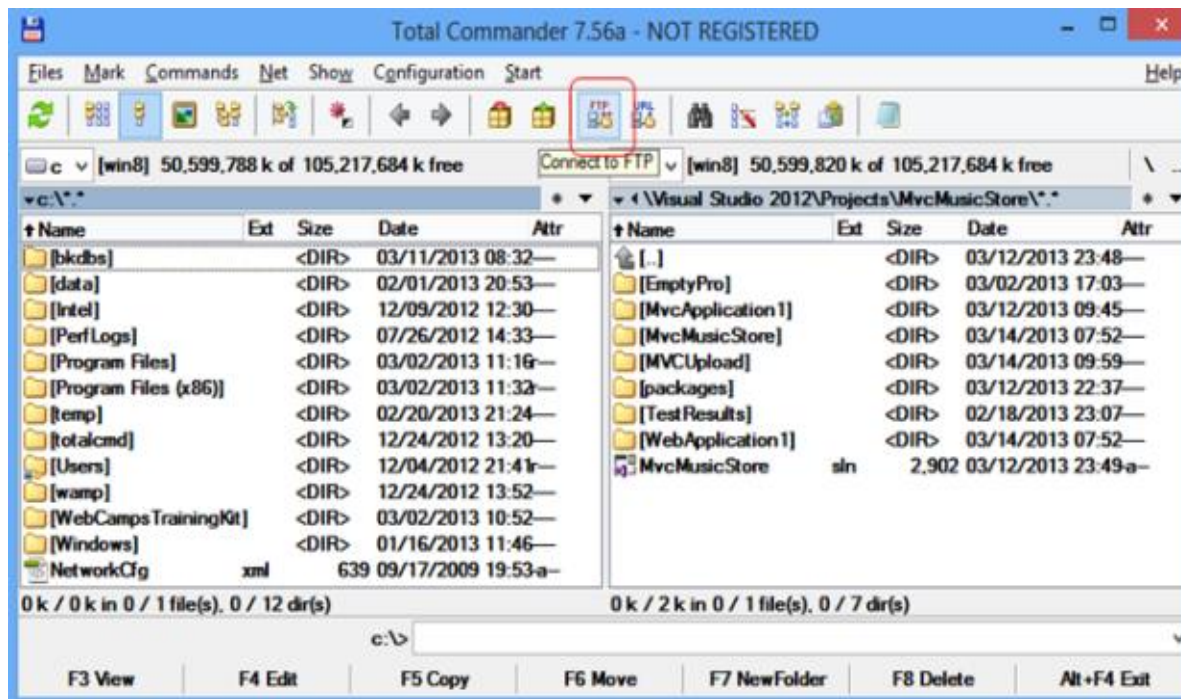 Total Commander 7.56a - NOT REGISTERED
Files Mark Commands Net Show Configuration Start Help
FTP URL
c [win8] 50,599,788 k of 105,217,684 k free
Connect to FTP
[win8] 50,599,820 k of 105,217,684 k free \ ..
c:\*.* * ▼
\Visual Studio 2012\Projects\MvcMusicStore\*.* * ▼
Name Ext Size Date Attr
[bkdbs] <DIR> 03/11/2013 08:32----
[data] <DIR> 02/01/2013 20:53----
[Intel] <DIR> 12/09/2012 12:30----
[PerfLogs] <DIR> 07/26/2012 14:33----
[Program Files] <DIR> 03/02/2013 11:16r---
[Program Files (x86)] <DIR> 03/02/2013 11:32r---
[temp] <DIR> 02/20/2013 21:24----
[totalcmd] <DIR> 12/24/2012 13:20----
[Users] <DIR> 12/04/2012 21:41r---
[wamp] <DIR> 12/24/2012 13:52----
[WebCampsTrainingKit] <DIR> 03/02/2013 10:52----
[Windows] <DIR> 01/16/2013 11:46----
NetworkCfg xml 639 09/17/2009 19:53-a--
0 k / 0 k in 0 / 1 file(s), 0 / 12 dir(s)
Name Ext Size Date Attr
[..] <DIR> 03/12/2013 23:48----
[EmptyPro] <DIR> 03/02/2013 17:03----
[MvcApplication1] <DIR> 03/12/2013 09:45----
[MvcMusicStore] <DIR> 03/14/2013 07:52----
[MVCUpload] <DIR> 03/14/2013 09:59----
[packages] <DIR> 03/12/2013 22:37----
[TestResults] <DIR> 02/18/2013 23:07----
[WebApplication1] <DIR> 03/14/2013 07:52----
MvcMusicStore sln 2,902 03/12/2013 23:49-a--
0 k / 2 k in 0 / 1 file(s), 0 / 7 dir(s)
c:\>
F3 View F4 Edit F5 Copy F6 Move F7 NewFolder F8 Delete Alt+F4 Exit